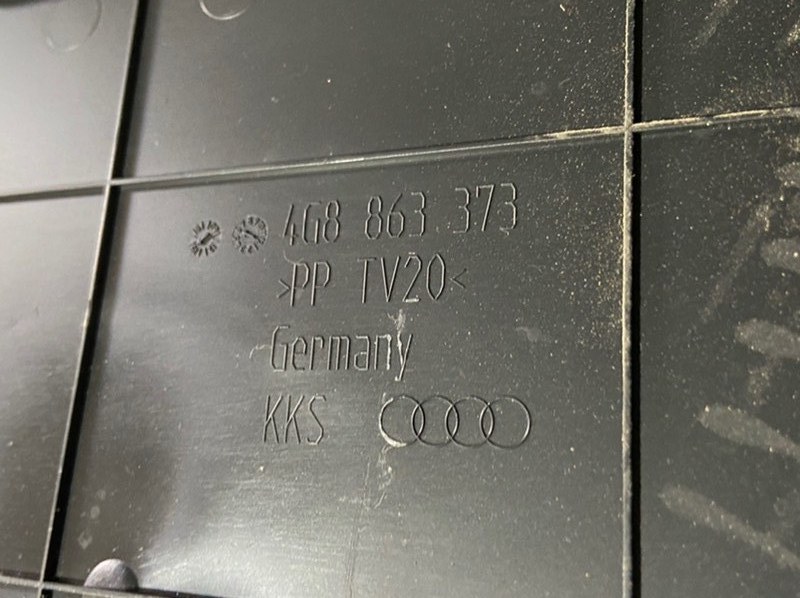 4G8 863 373
>PP TV20<
Germany
KKS